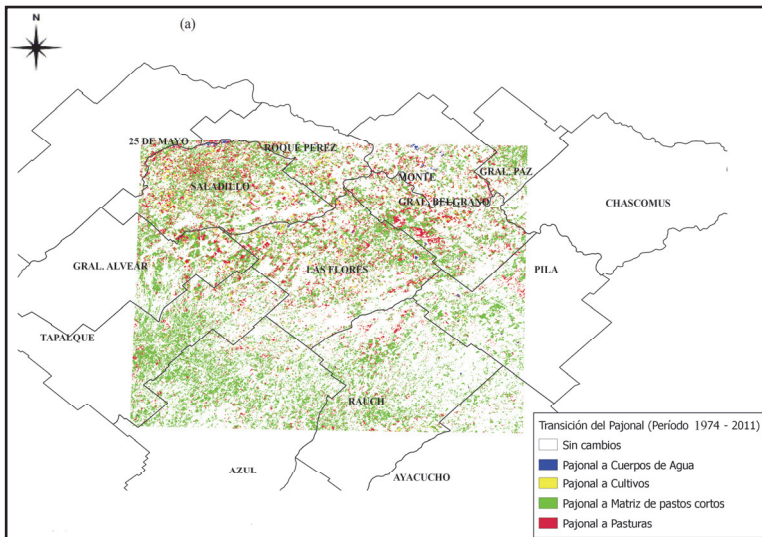 N
(a)
25 DE MAYO
ROQUE PEREZ
SALADILLO
MONTE
GRAL. PAZ
GRAL. BELGRANO
CHASCOMUS
GRAL. ALVEAR
LAS FLORES
PILA
TAPALQUE
RAUCH
AZUL
AYACUCHO
Transición del Pajonal (Período 1974 - 2011)
Sin cambios
Pajonal a Cuerpos de Agua
Pajonal a Cultivos
Pajonal a Matriz de pastos cortos
Pajonal a Pasturas